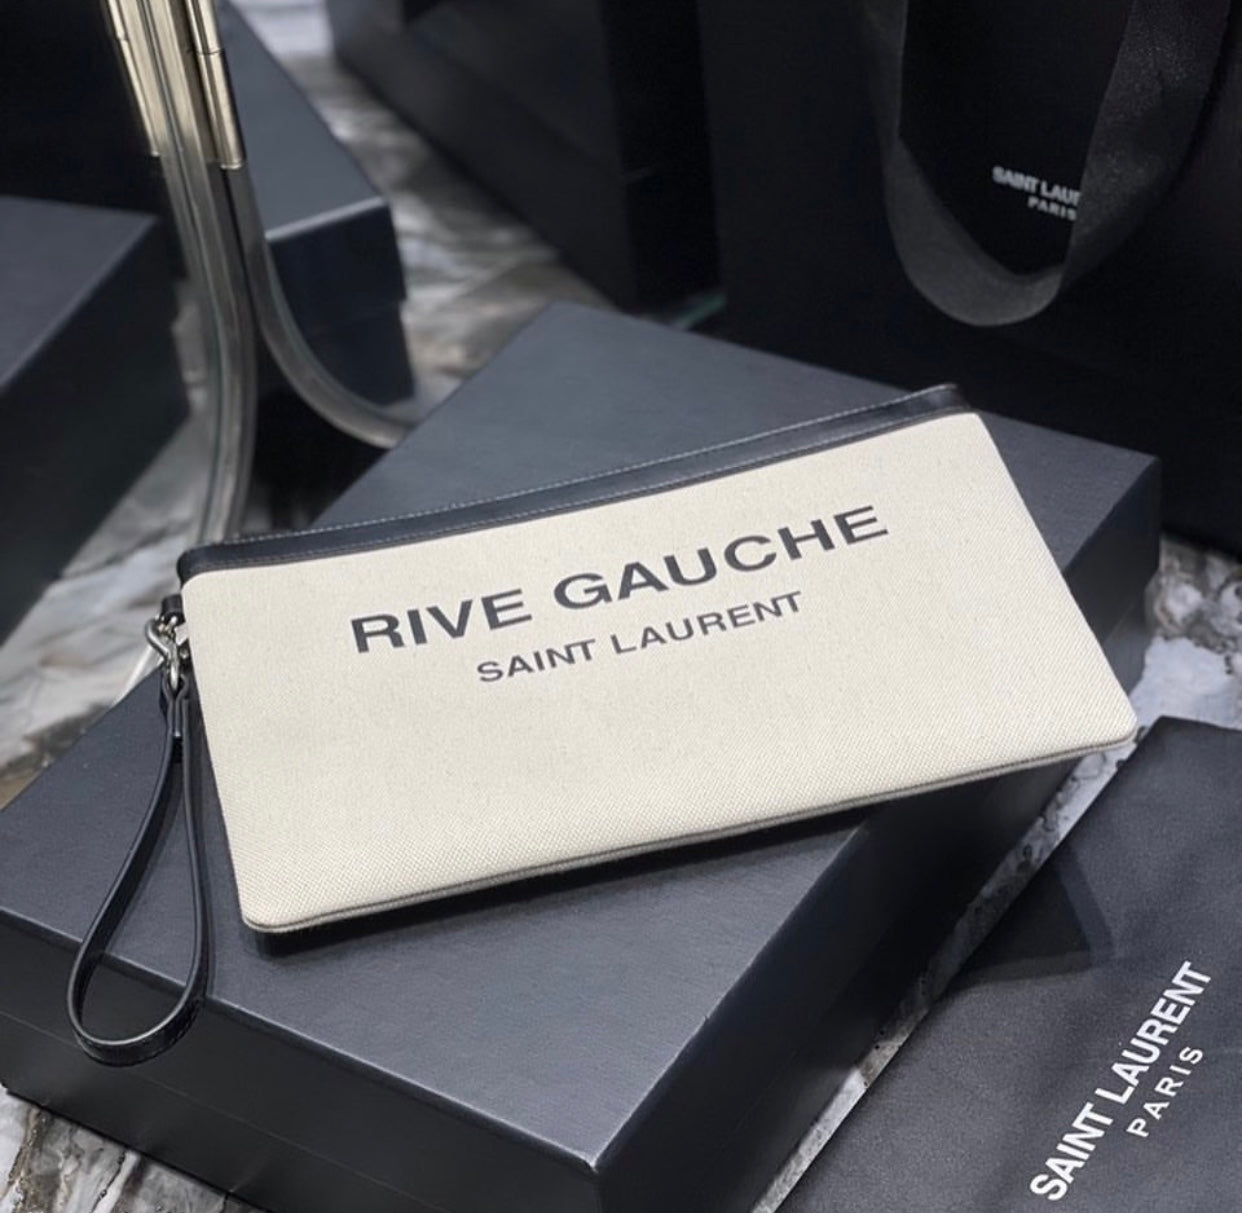 SAINT LAUR
PARIS
RIVE GAUCHE
SAINT LAURENT
SAINT LAURENT
PARIS